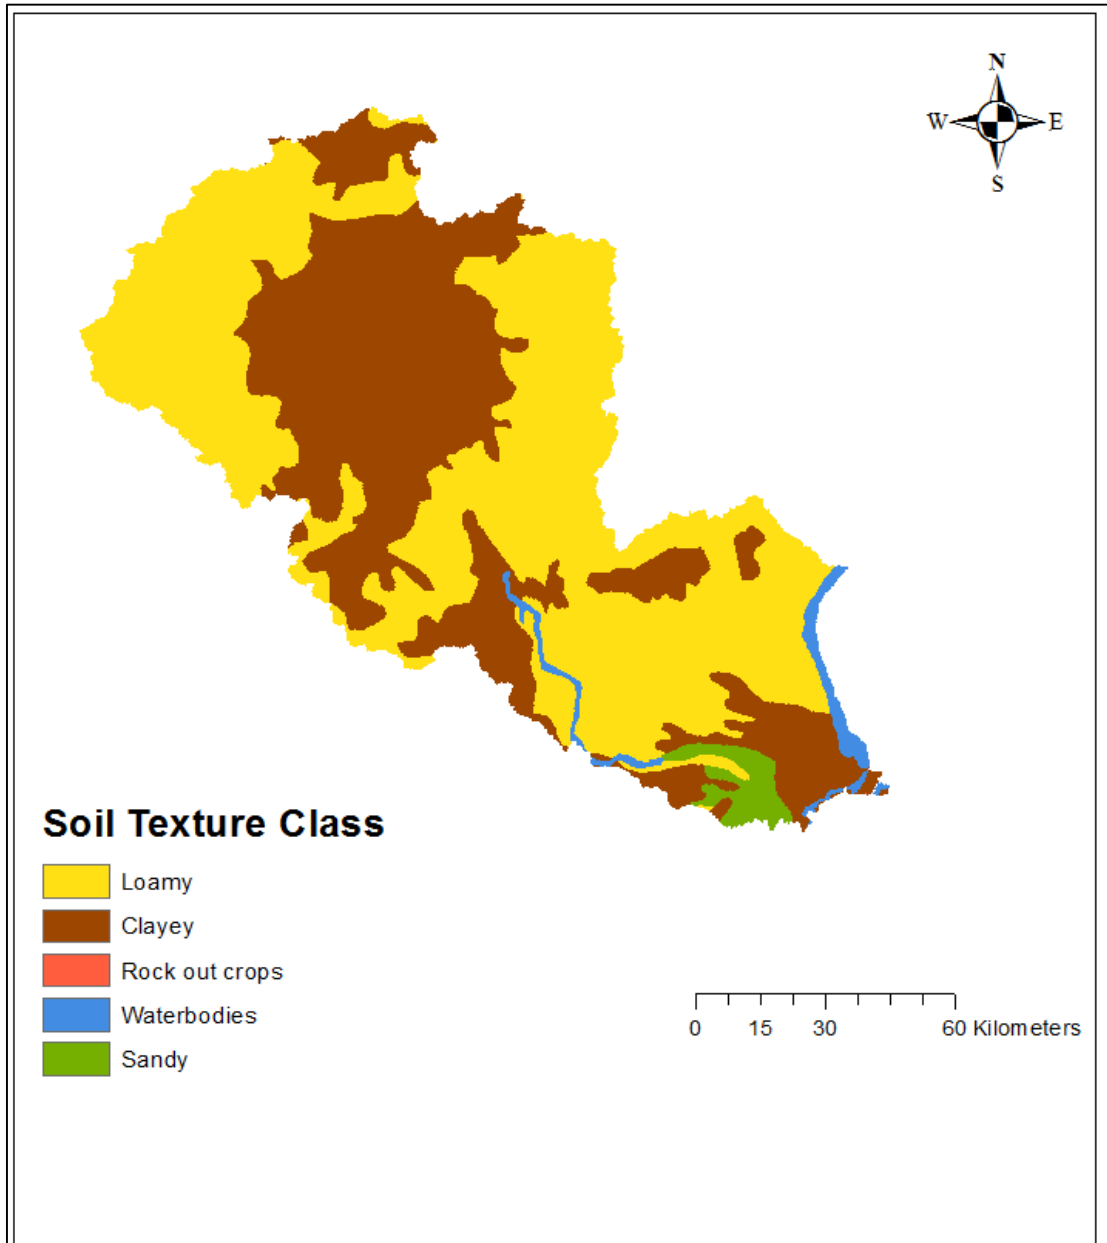 N
W E
S
Soil Texture Class
Loamy
Clayey
Rock out crops
Waterbodies
Sandy
0 15 30 60 Kilometers